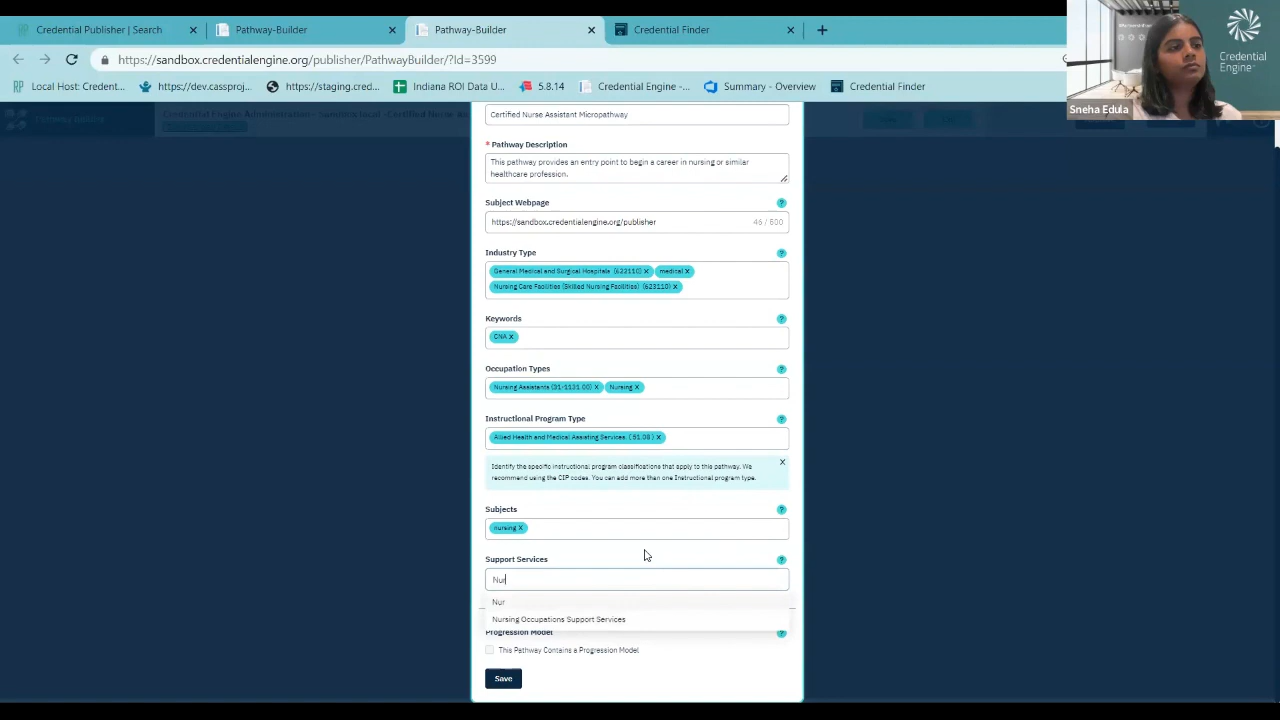 Credential Publisher | Search
Pathway-Builder
Pathway-Builder
Credential Finder
https://sandbox.credentialengine.org/publisher/PathwayBuilder/?Id=3599
Local Host: Credent...
https://dev.cassproj...
https://staging.cred...
Indiana ROI Data U...
5.8.14
Credential Engine -...
Summary - Overview
Credential Finder
Credential
Engine
Sneha Edula
Certified Nurse Assistant Micropathway
* Pathway Description
This pathway provides an entry point to begin a career in nursing or similar
healthcare profession.
Subject Webpage ?
https://sandbox.credentialengine.org/publisher 46 / 500
Industry Type ?
General Medical and Surgical Hospitals (622110) X medical X
Nursing Care Facilities (Skilled Nursing Facilities) (623110) X
Keywords ?
CNA X
Occupation Types ?
Nursing Assistants (31-1131.00) X Nursing X
Instructional Program Type ?
Allied Health and Medical Assisting Services. ( 51.08 ) X
Identify the specific instructional program classifications that apply to this pathway. We X
recommend using the CIP codes. You can add more than one Instructional program type.
Subjects ?
nursing X
Support Services ?
Nur
Nur
Nursing Occupations Support Services
Progression Model ?
This Pathway Contains a Progression Model
Save